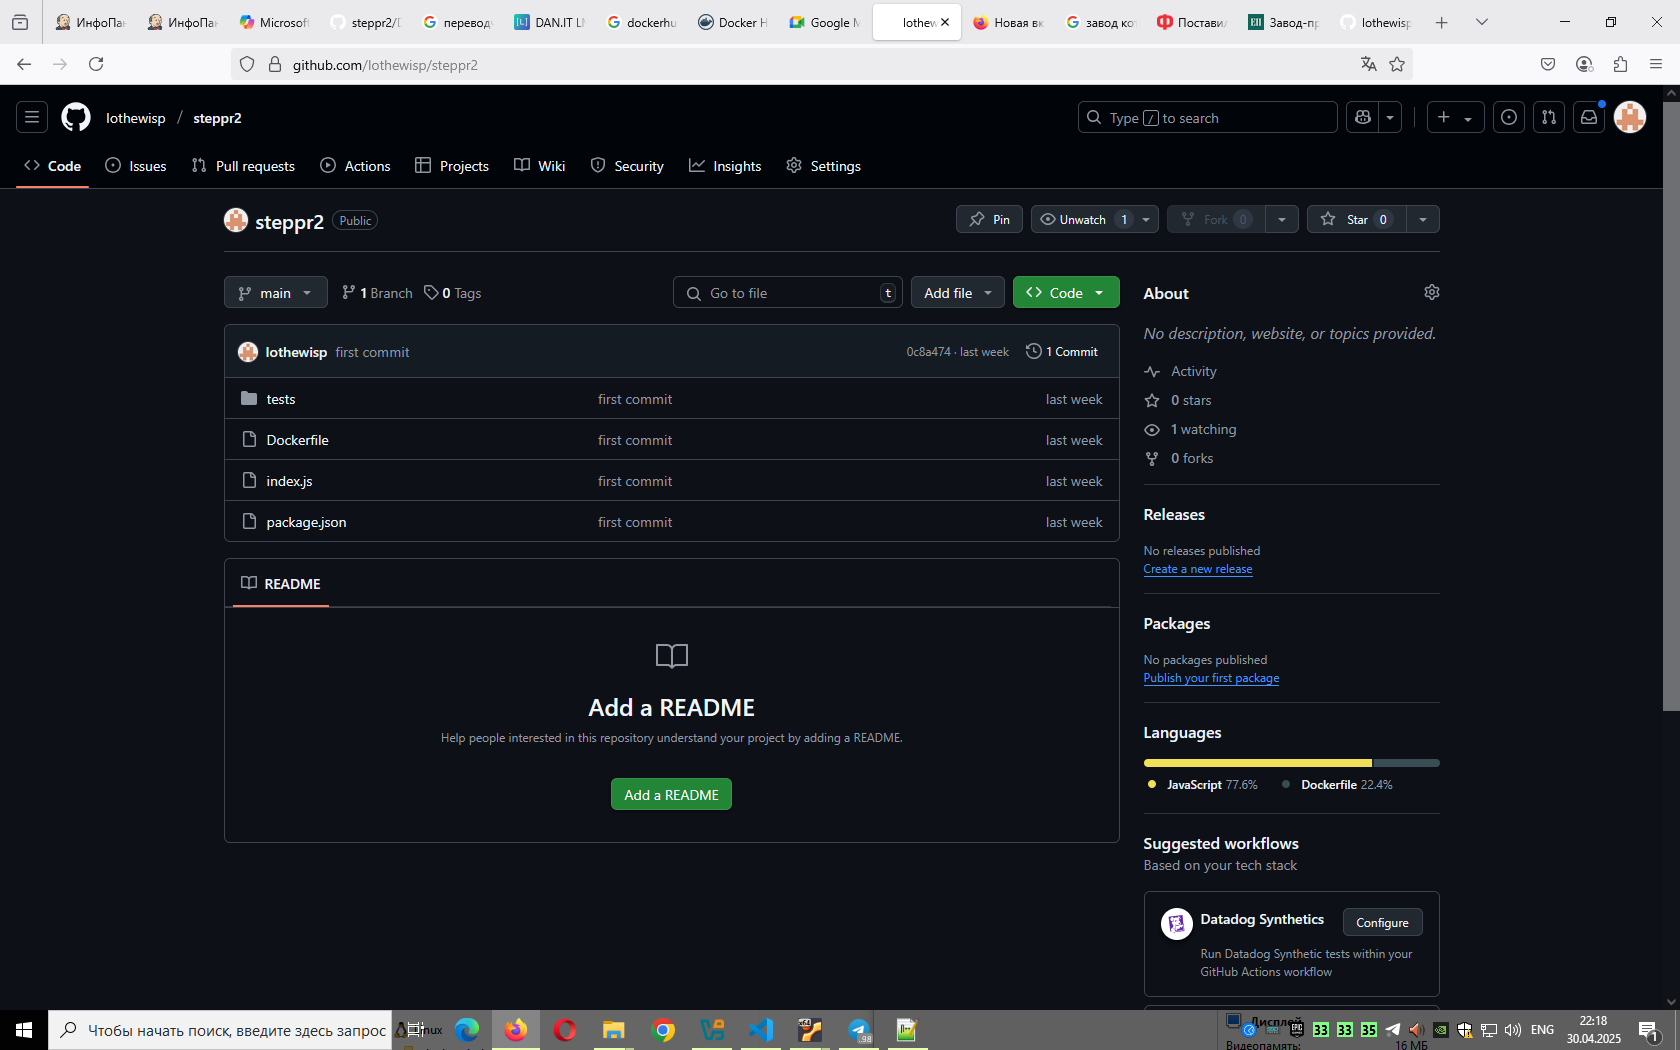 ИнфоПан
ИнфоПан
Microsoft
steppr2/D
переводч
DAN.IT LM
dockerhu
Docker H
Google M
lothew
Новая вк
завод ко
Постави
Завод-пр
lothewisp
github.com/lothewisp/steppr2
lothewisp / steppr2
Type / to search
Code
Issues
Pull requests
Actions
Projects
Wiki
Security
Insights
Settings
steppr2 Public
Pin
Unwatch 1
Fork 0
Star 0
main
1 Branch
0 Tags
Go to file t
Add file
Code
lothewisp first commit
0c8a474 · last week
1 Commit
tests first commit last week
Dockerfile first commit last week
index.js first commit last week
package.json first commit last week
README
Add a README
Help people interested in this repository understand your project by adding a README.
Add a README
About
No description, website, or topics provided.
Activity
0 stars
1 watching
0 forks
Releases
No releases published
Create a new release
Packages
No packages published
Publish your first package
Languages
JavaScript 77.6%
Dockerfile 22.4%
Suggested workflows
Based on your tech stack
Datadog Synthetics
Configure
Run Datadog Synthetic tests within your
GitHub Actions workflow
Чтобы начать поиск, введите здесь запрос
.98
Дисплей
Видеопамять:
16 МБ
33 33 35
ENG
22:18
30.04.2025
1